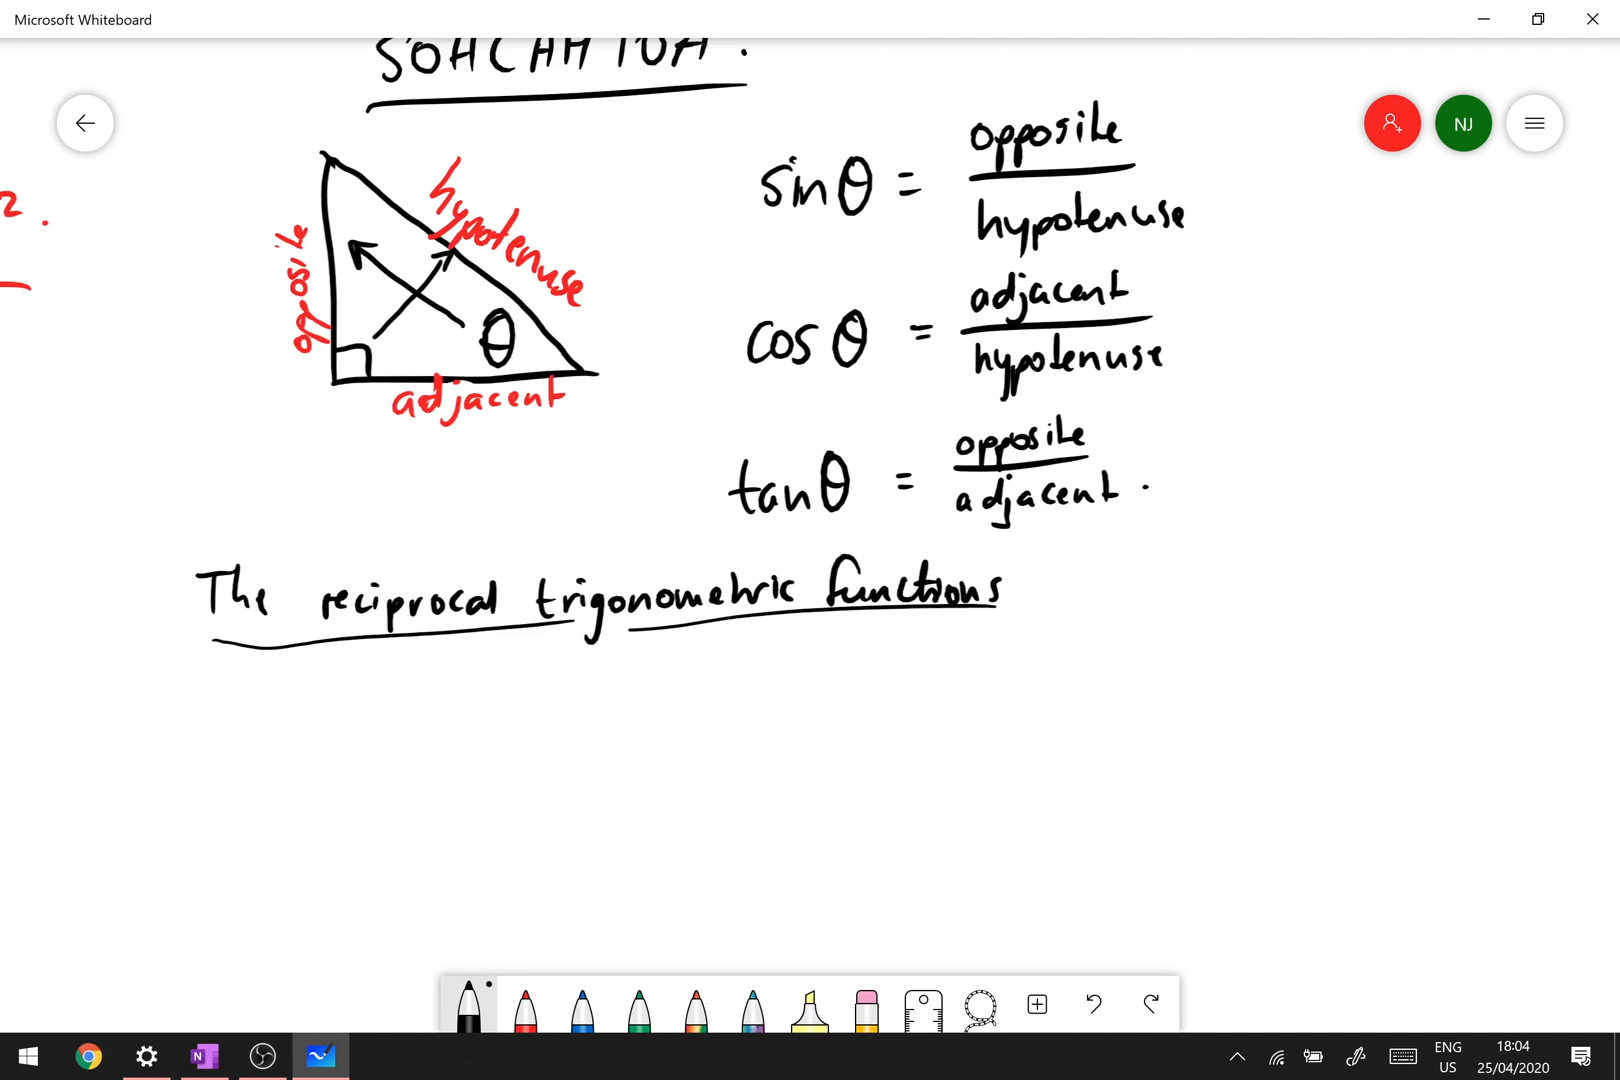 Microsoft Whiteboard
SOHCAHTOA.
2.
NJ
opposite
hypotenuse
adjacent
sinθ = opposite
hypotenuse
cosθ = adjacent
hypotenuse
tanθ = opposite
adjacent.
θ
The reciprocal trigonometric functions
N
ENG
US
18:04
25/04/2020